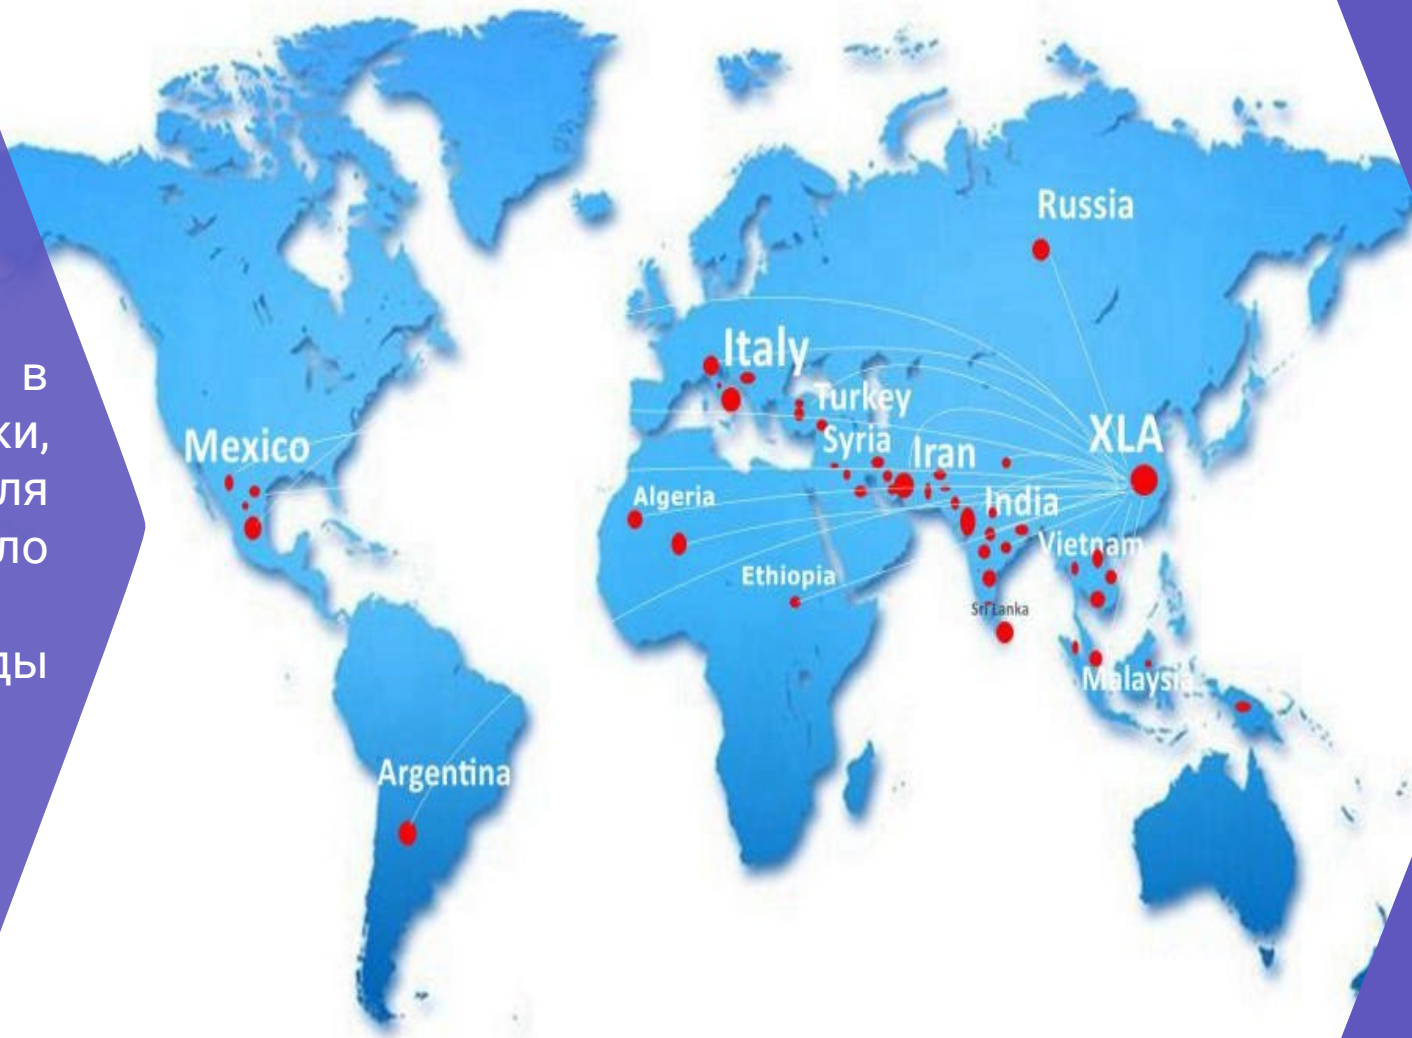 в
ки,
ля
ло
ды
Russia
Italy
Turkey
XLA
Mexico
Syria
Iran
Algeria
India
Vietnam
Ethiopia
Sri Lanka
Malaysia
Argentina